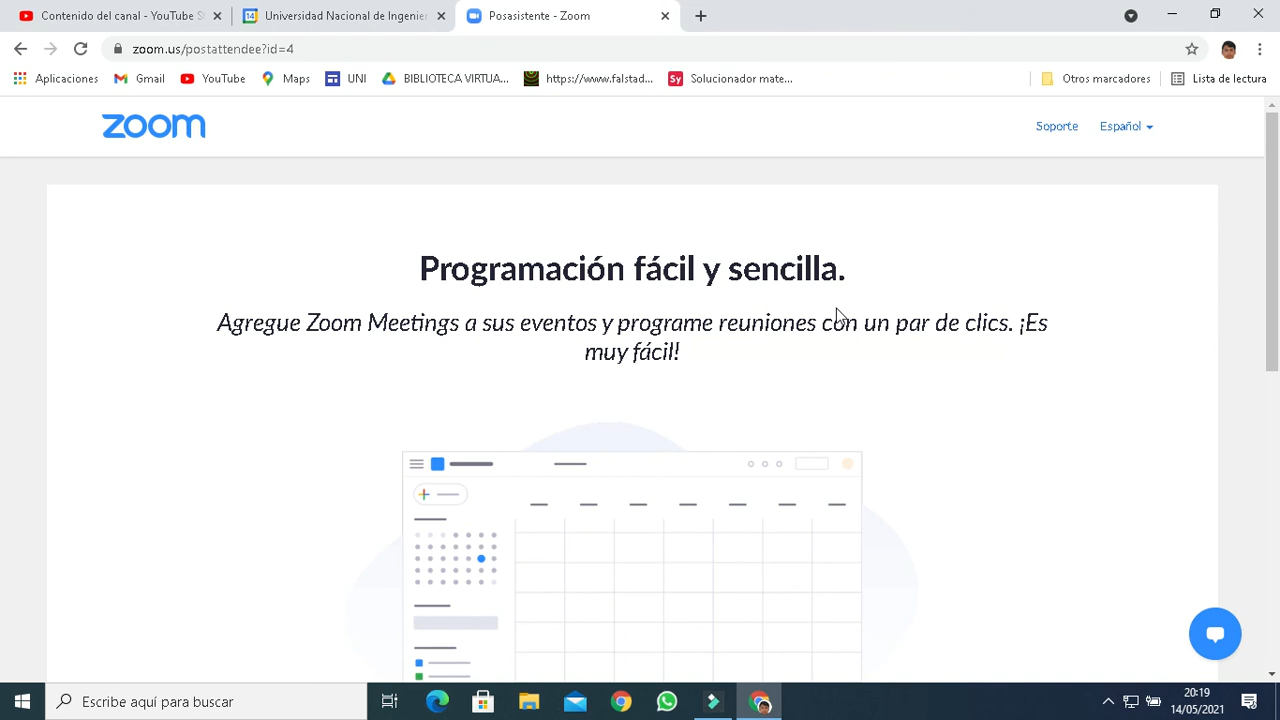 Contenido del canal - YouTube S
Universidad Nacional de Ingenier
Posasistente - Zoom
zoom.us/postattendee?id=4
Aplicaciones
Gmail
YouTube
Maps
UNI
BIBLIOTECA VIRTUA...
https://www.falstad...
Sy
Solucionador mate...
Otros marcadores
Lista de lectura
zoom
Soporte
Español
Programación fácil y sencilla.
Agregue Zoom Meetings a sus eventos y programe reuniones con un par de clics. ¡Es
muy fácil!
Escribe aquí para buscar
20:19
14/05/2021